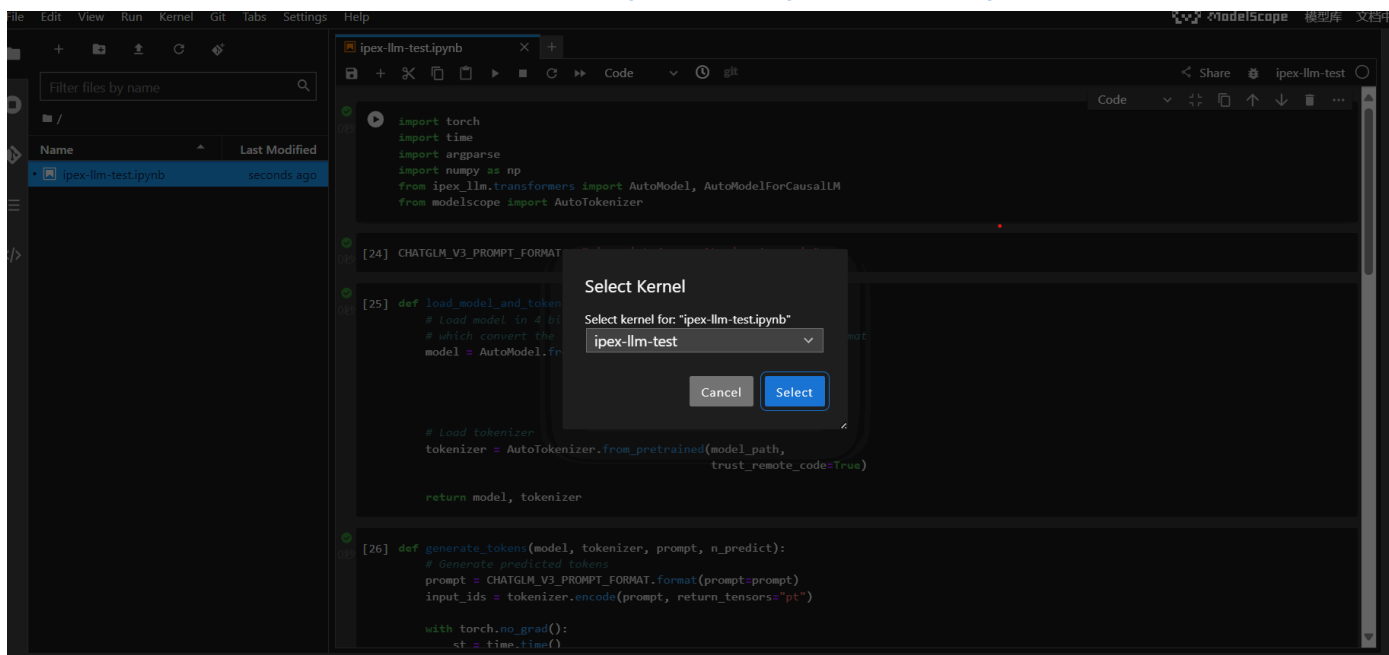 File Edit View Run Kernel Git Tabs Settings Help
ModelScope 模型库 文档中
Filter files by name
/
Name Last Modified
ipex-llm-test.ipynb seconds ago
ipex-llm-test.ipynb
Code git Share ipex-llm-test
Code
import torch
import time
import argparse
import numpy as np
from ipex_llm.transformers import AutoModel, AutoModelForCausalLM
from modelscope import AutoTokenizer
[24] CHATGLM_V3_PROMPT_FORMAT
[25] def load_model_and_token
# Load model in 4 bi
# which convert the
model = AutoModel.fr
# Load tokenizer
tokenizer = AutoTokenizer.from_pretrained(model_path,
trust_remote_code=True)
return model, tokenizer
[26] def generate_tokens(model, tokenizer, prompt, n_predict):
# Generate predicted tokens
prompt = CHATGLM_V3_PROMPT_FORMAT.format(prompt=prompt)
input_ids = tokenizer.encode(prompt, return_tensors="pt")
with torch.no_grad():
st = time.time()
Select Kernel
Select kernel for: "ipex-llm-test.ipynb"
ipex-llm-test
Cancel Select